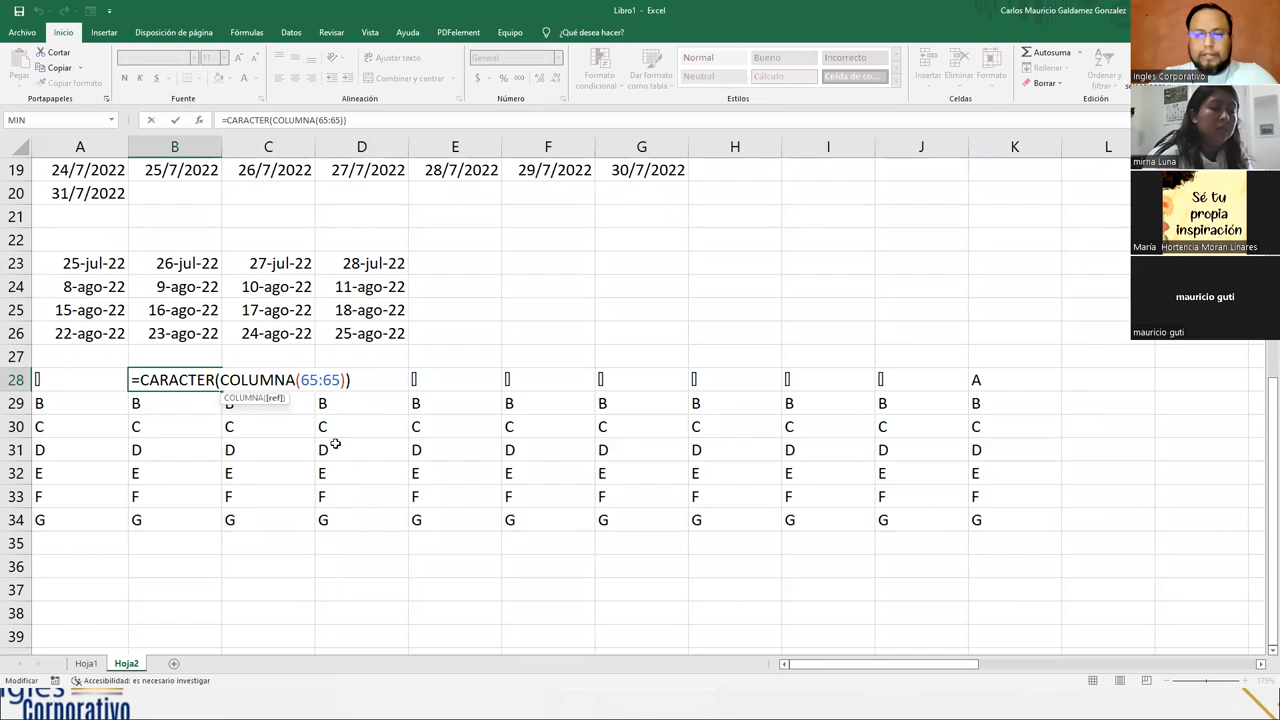 Libro1 - Excel
Carlos Mauricio Galdamez Gonzalez
Archivo Inicio Insertar Disposición de página Fórmulas Datos Revisar Vista Ayuda PDFelement Equipo ¿Qué desea hacer?
Pegar
Cortar
Copiar
Copiar formato
Portapapeles
11
N K S
Fuente
Ajustar texto
Combinar y centrar
Alineación
General
Número
Formato condicional
Dar formato
Normal Bueno Incorrecto
Neutral Cálculo Celda de co...
Estilos
Insertar Eliminar Formato
Celdas
Autosuma
Rellenar
Borrar
Ordenar y
Edición
MIN =CARACTER(COLUMNA(65:65))
A B C D E F G H I J K L
19 24/7/2022 25/7/2022 26/7/2022 27/7/2022 28/7/2022 29/7/2022 30/7/2022
20 31/7/2022
21
22
23 25-jul-22 26-jul-22 27-jul-22 28-jul-22
24 8-ago-22 9-ago-22 10-ago-22 11-ago-22
25 15-ago-22 16-ago-22 17-ago-22 18-ago-22
26 22-ago-22 23-ago-22 24-ago-22 25-ago-22
27
28 =CARACTER(COLUMNA(65:65)) A
COLUMNA([ref])
29 B B B B B B B B B B B
30 C C C C C C C C C C C
31 D D D D D D D D D D D
32 E E E E E E E E E E E
33 F F F F F F F F F F F
34 G G G G G G G G G G G
35
36
37
38
39
Hoja1 Hoja2
Modificar Accesibilidad: es necesario investigar
175%
Ingles Corporativo
mirna Luna
Sé tu
propia
inspiración
María Hortencia Morán Linares
mauricio guti
mauricio guti
Ingles
Corporativo